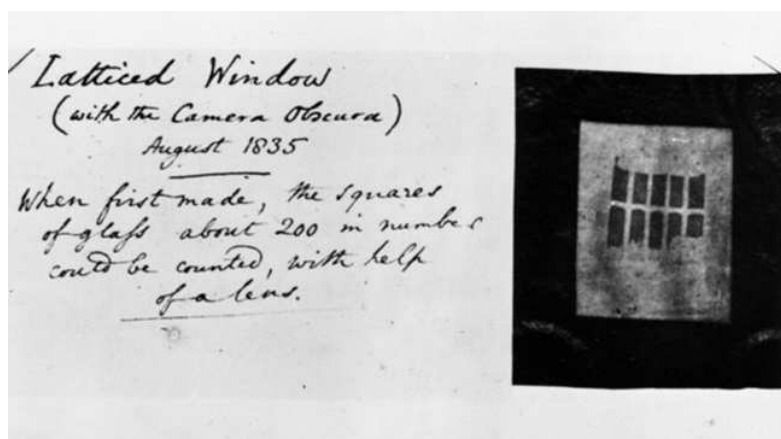 Latticed Window
(with the Camera Obscura)
August 1835
When first made, the squares
of glass about 200 in number
could be counted, with help
of a lens.